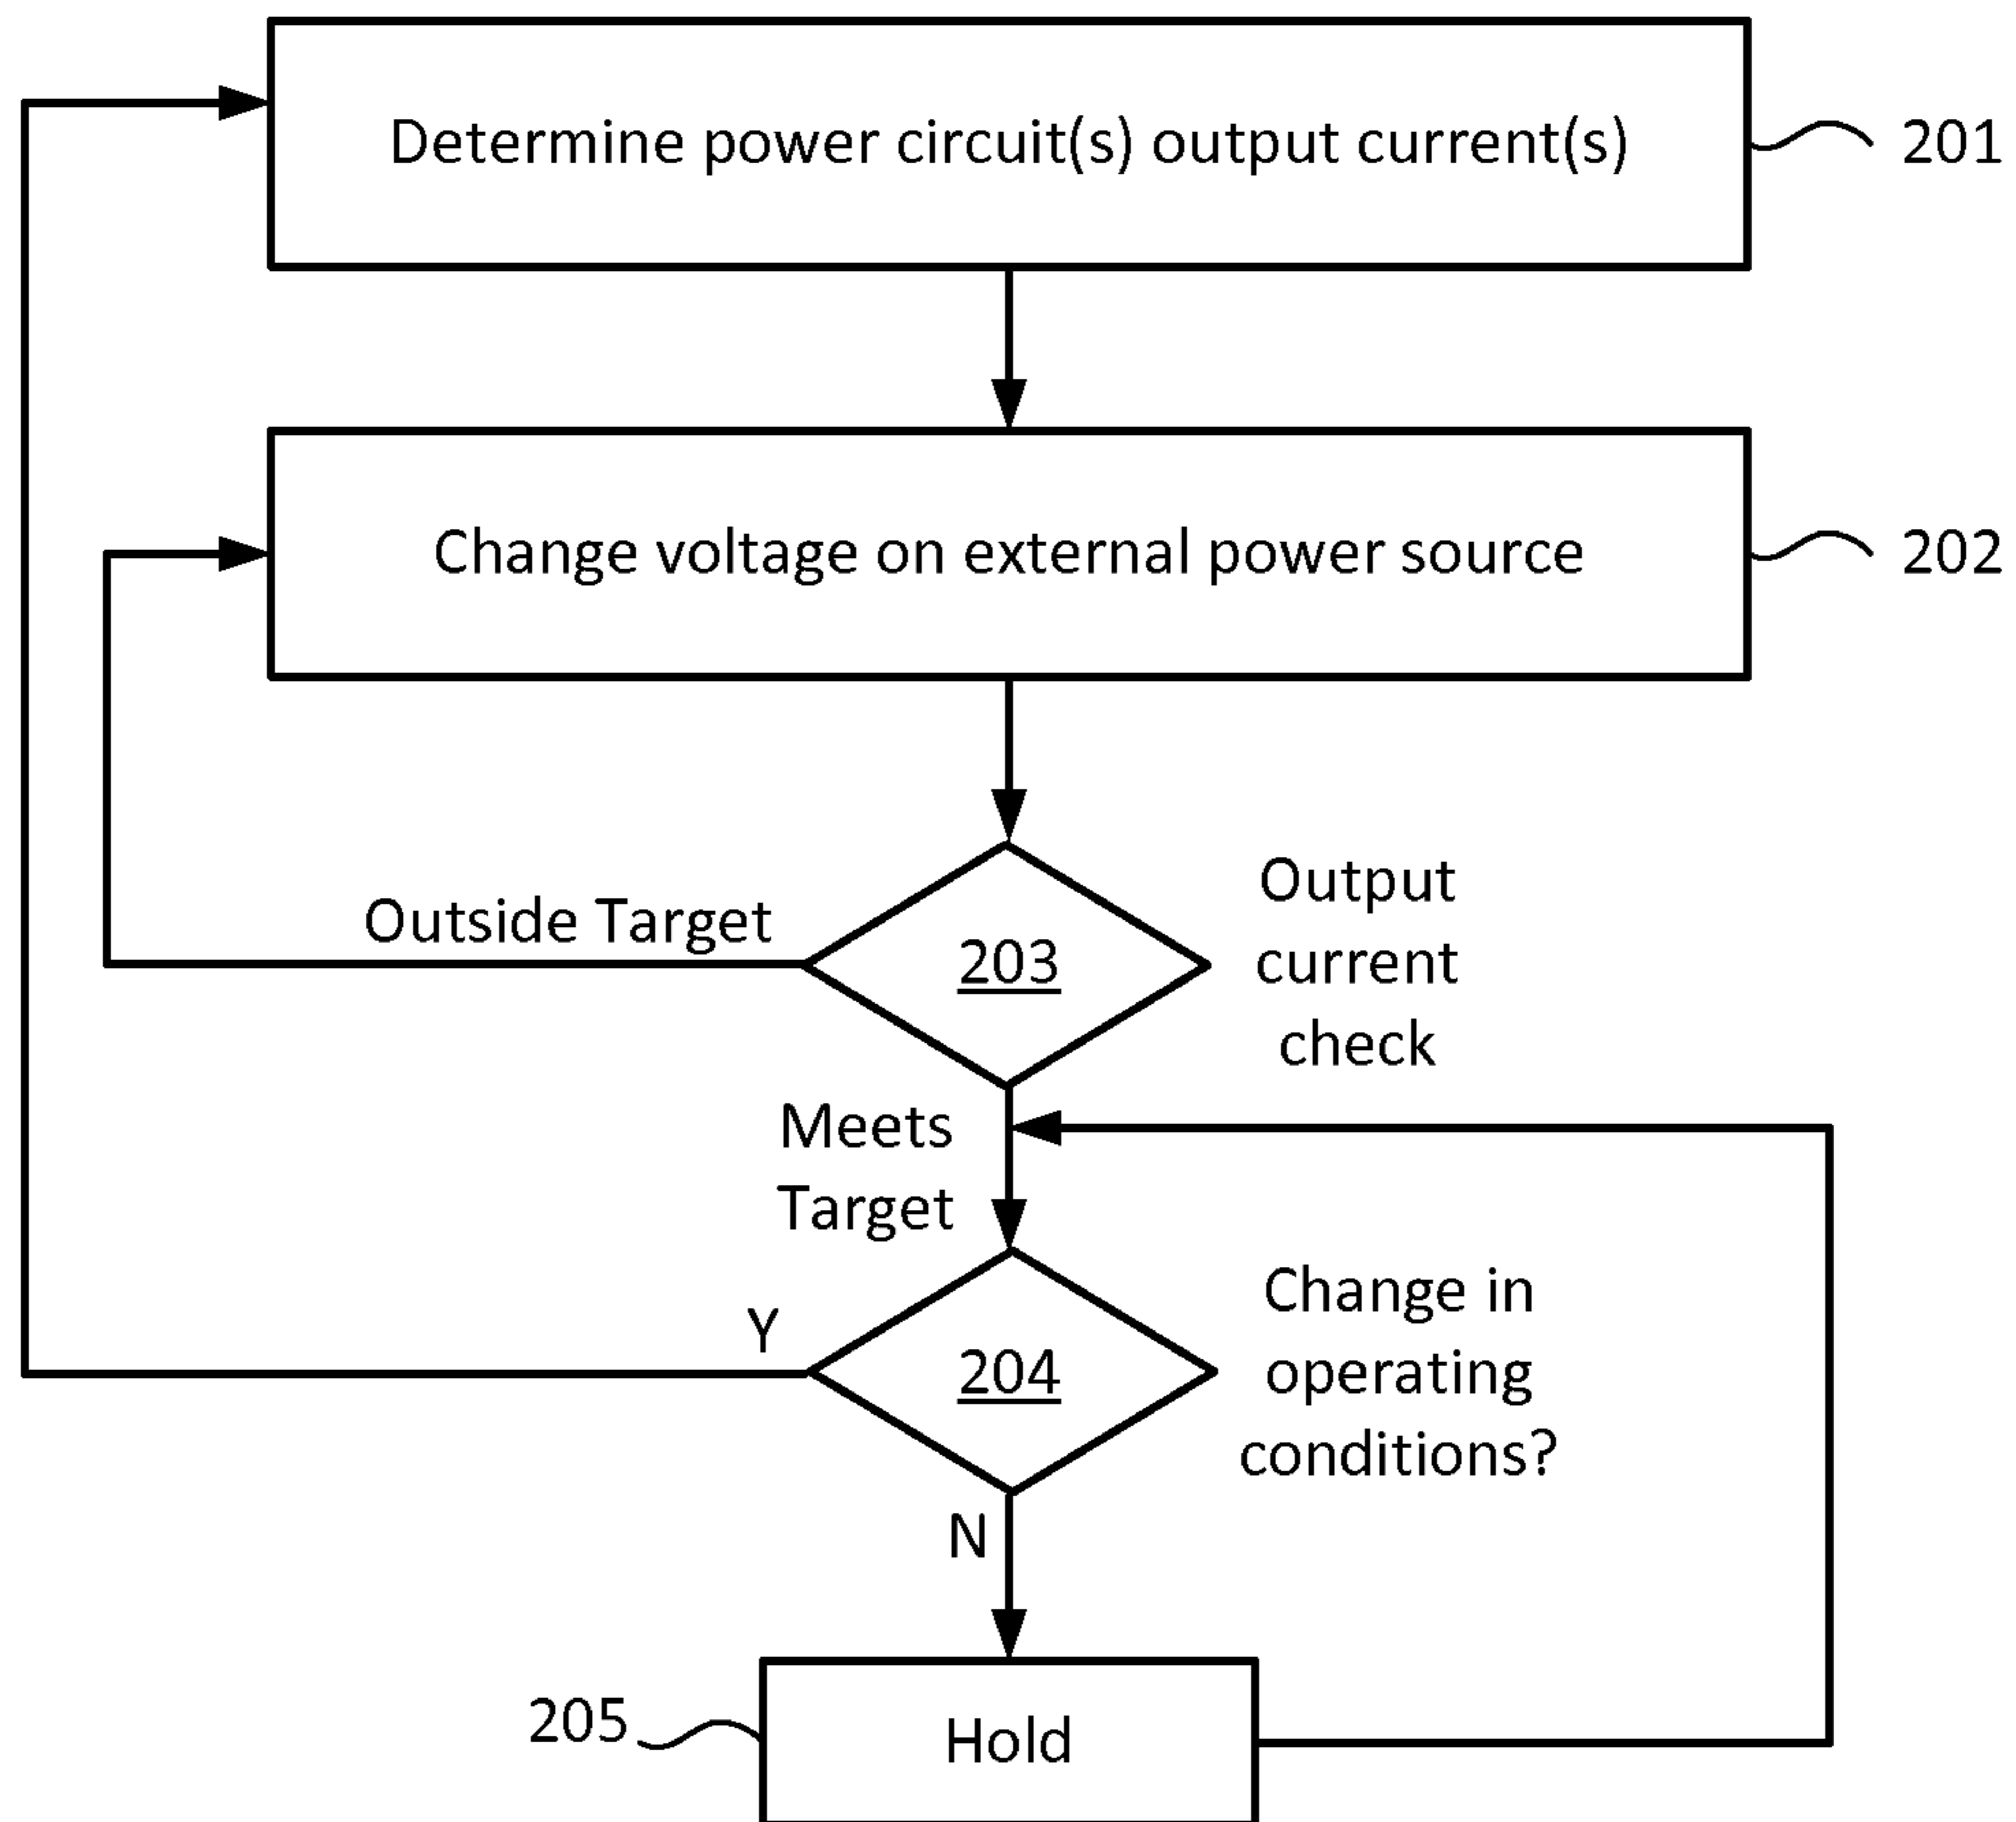 Determine power circuit(s) output current(s)
201
Change voltage on external power source
202
Outside Target
203
Output
current
check
Meets
Target
Y
204
Change in
operating
conditions?
N
205
Hold